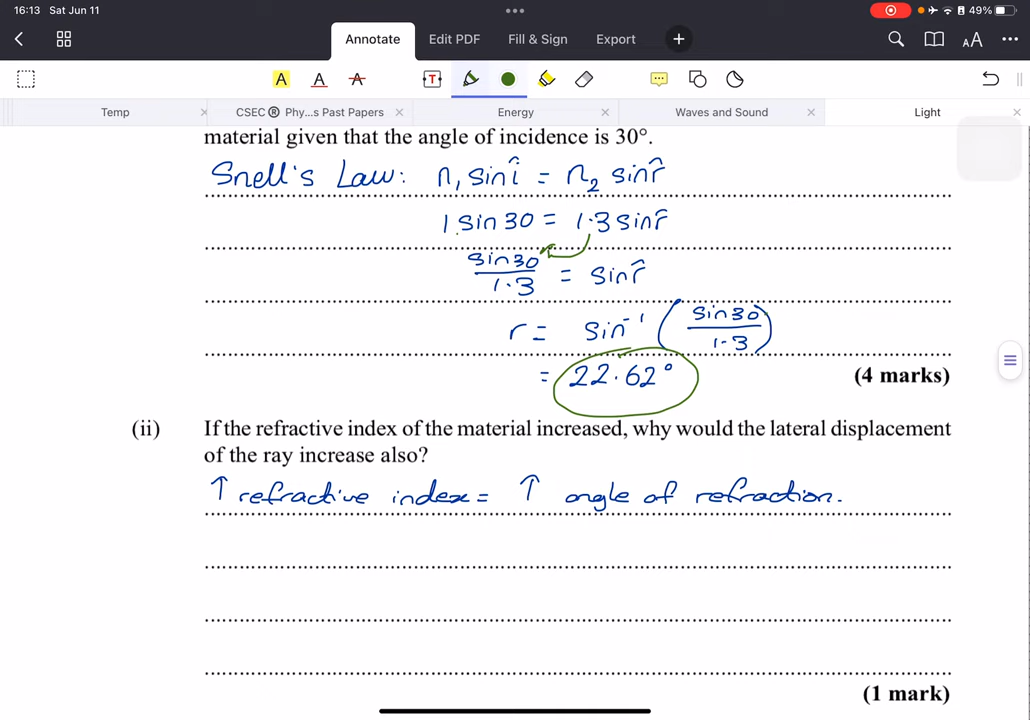 16:13 Sat Jun 11
49%
Annotate Edit PDF Fill & Sign Export
Temp CSEC ® Phy...s Past Papers Energy Waves and Sound Light
material given that the angle of incidence is 30°.
Snell's Law: n₁ sin î = n₂ sin r̂
1 sin 30 = 1.3 sin r̂
sin 30 / 1.3 = sin r̂
r = sin⁻¹ (sin 30 / 1.3)
= 22.62°
(4 marks)
(ii) If the refractive index of the material increased, why would the lateral displacement
of the ray increase also?
↑ refractive index = ↑ angle of refraction.
(1 mark)